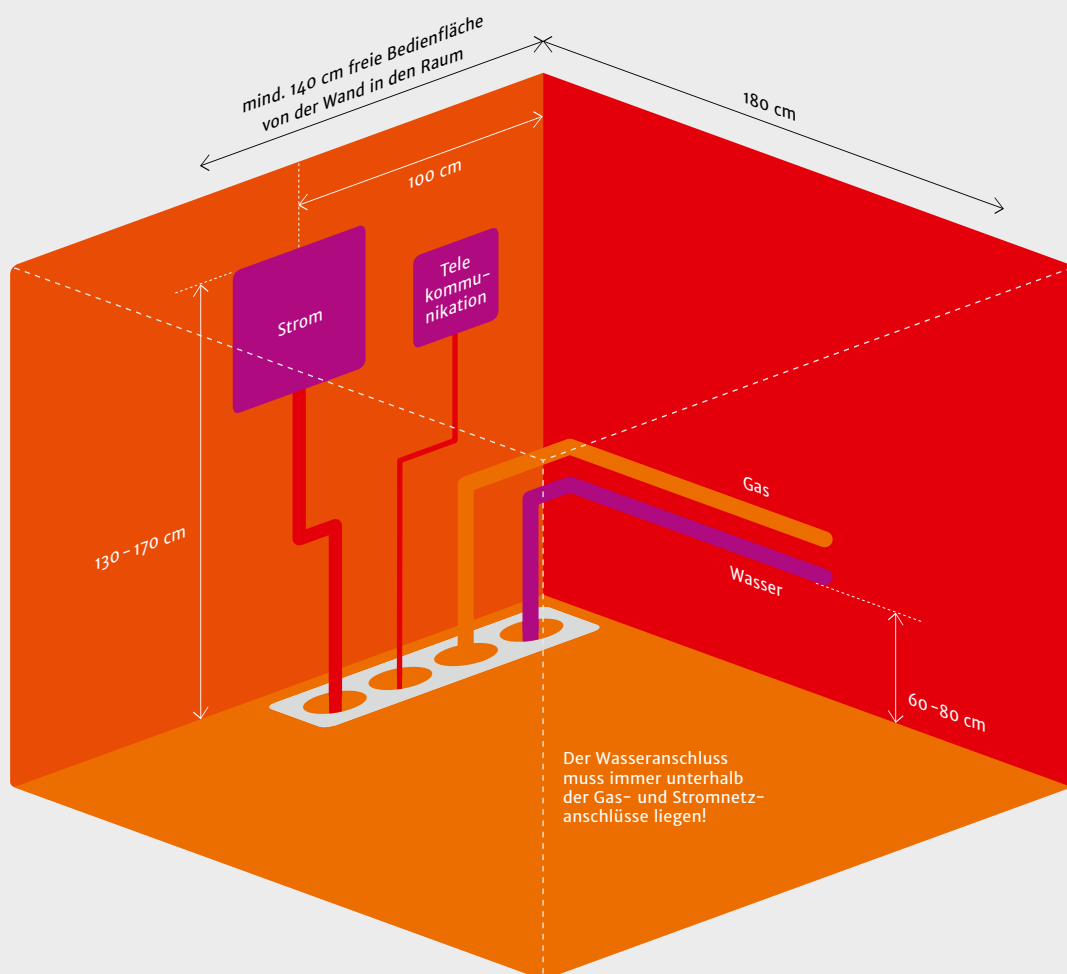 mind. 140 cm freie Bedienfläche
von der Wand in den Raum
180 cm
100 cm
Strom
Tele
kommu-
nikation
130–170 cm
Gas
Wasser
60–80 cm
Der Wasseranschluss
muss immer unterhalb
der Gas- und Stromnetz-
anschlüsse liegen!